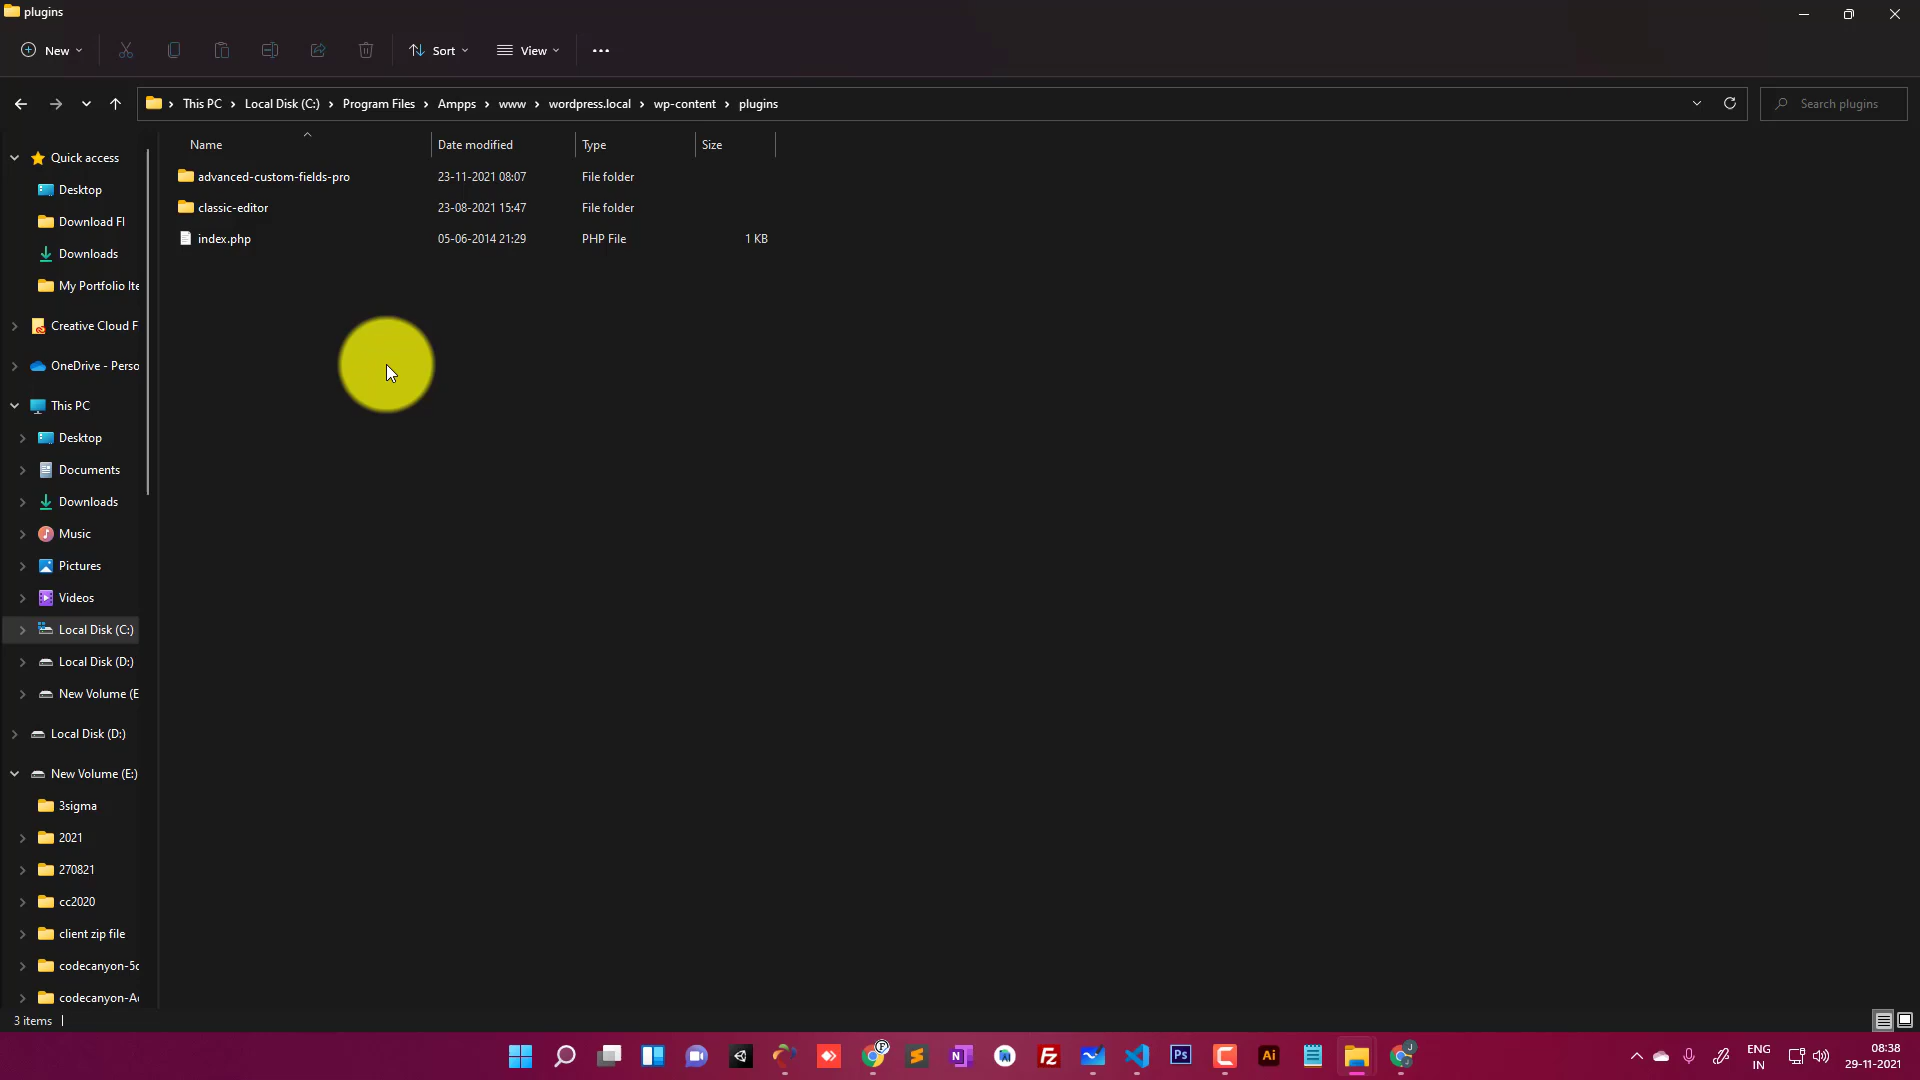 plugins
New
Sort
View
This PC
Local Disk (C:)
Program Files
Ampps
www
wordpress.local
wp-content
plugins
Search plugins
Name
Date modified
Type
Size
advanced-custom-fields-pro 23-11-2021 08:07 File folder
classic-editor 23-08-2021 15:47 File folder
index.php 05-06-2014 21:29 PHP File 1 KB
Quick access
Desktop
Download Fl
Downloads
My Portfolio Ite
Creative Cloud F
OneDrive - Perso
This PC
Desktop
Documents
Downloads
Music
Pictures
Videos
Local Disk (C:)
Local Disk (D:)
New Volume (E
Local Disk (D:)
New Volume (E:)
3sigma
2021
270821
cc2020
client zip file
codecanyon-5c
codecanyon-A
3 items
Ps
Ai
ENG
IN
08:38
29-11-2021